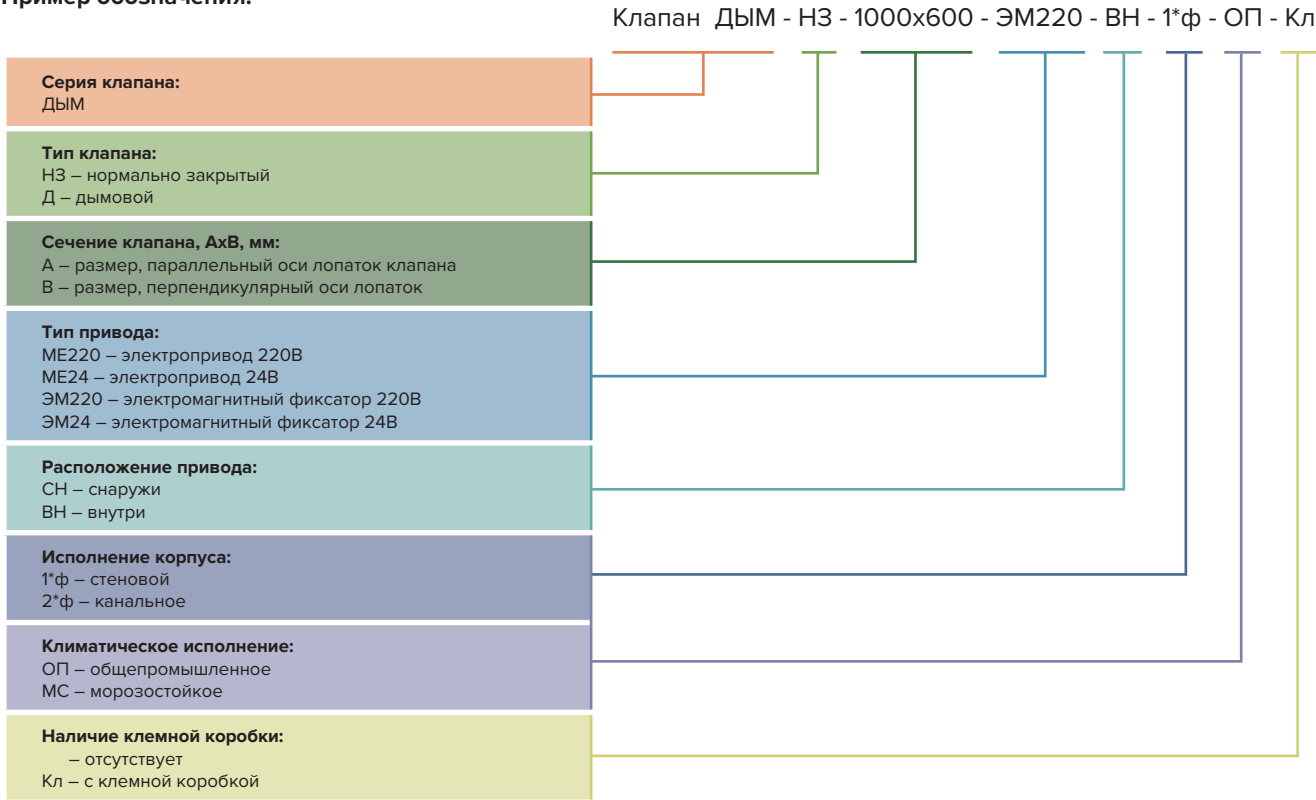 Пример обозначения:
Клапан ДЫМ - НЗ - 1000х600 - ЭМ220 - ВН - 1*ф - ОП - Кл
Серия клапана:
ДЫМ
Тип клапана:
НЗ – нормально закрытый
Д – дымовой
Сечение клапана, АхВ, мм:
А – размер, параллельный оси лопаток клапана
В – размер, перпендикулярный оси лопаток
Тип привода:
МЕ220 – электропривод 220В
МЕ24 – электропривод 24В
ЭМ220 – электромагнитный фиксатор 220В
ЭМ24 – электромагнитный фиксатор 24В
Расположение привода:
СН – снаружи
ВН – внутри
Исполнение корпуса:
1*ф – стеновой
2*ф – канальное
Климатическое исполнение:
ОП – общепромышленное
МС – морозостойкое
Наличие клемной коробки:
– отсутствует
Кл – с клемной коробкой